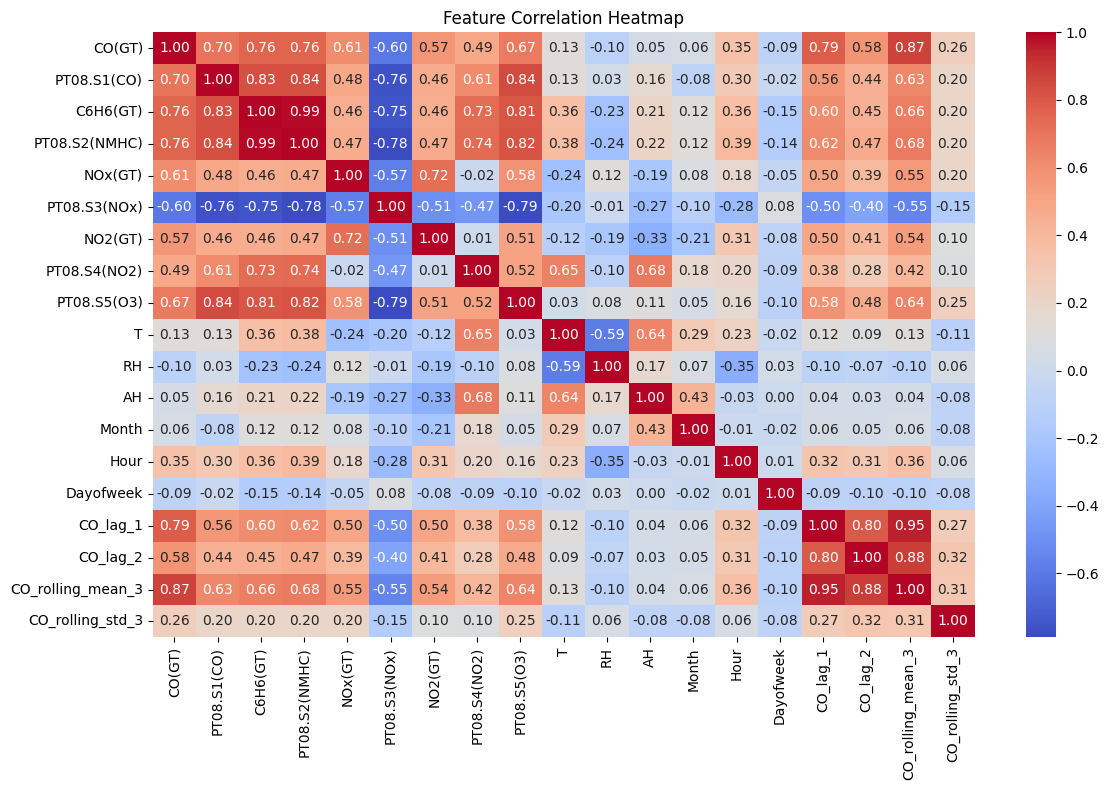 Feature Correlation Heatmap
CO(GT) 1.00 0.70 0.76 0.76 0.61 -0.60 0.57 0.49 0.67 0.13 -0.10 0.05 0.06 0.35 -0.09 0.79 0.58 0.87 0.26
PT08.S1(CO) 0.70 1.00 0.83 0.84 0.48 -0.76 0.46 0.61 0.84 0.13 0.03 0.16 -0.08 0.30 -0.02 0.56 0.44 0.63 0.20
C6H6(GT) 0.76 0.83 1.00 0.99 0.46 -0.75 0.46 0.73 0.81 0.36 -0.23 0.21 0.12 0.36 -0.15 0.60 0.45 0.66 0.20
PT08.S2(NMHC) 0.76 0.84 0.99 1.00 0.47 -0.78 0.47 0.74 0.82 0.38 -0.24 0.22 0.12 0.39 -0.14 0.62 0.47 0.68 0.20
NOx(GT) 0.61 0.48 0.46 0.47 1.00 -0.57 0.72 -0.02 0.58 -0.24 0.12 -0.19 0.08 0.18 -0.05 0.50 0.39 0.55 0.20
PT08.S3(NOx) -0.60 -0.76 -0.75 -0.78 -0.57 1.00 -0.51 -0.47 -0.79 -0.20 -0.01 -0.27 -0.10 -0.28 0.08 -0.50 -0.40 -0.55 -0.15
NO2(GT) 0.57 0.46 0.46 0.47 0.72 -0.51 1.00 0.01 0.51 -0.12 -0.19 -0.33 -0.21 0.31 -0.08 0.50 0.41 0.54 0.10
PT08.S4(NO2) 0.49 0.61 0.73 0.74 -0.02 -0.47 0.01 1.00 0.52 0.65 -0.10 0.68 0.18 0.20 -0.09 0.38 0.28 0.42 0.10
PT08.S5(O3) 0.67 0.84 0.81 0.82 0.58 -0.79 0.51 0.52 1.00 0.03 0.08 0.11 0.05 0.16 -0.10 0.58 0.48 0.64 0.25
T 0.13 0.13 0.36 0.38 -0.24 -0.20 -0.12 0.65 0.03 1.00 -0.59 0.64 0.29 0.23 -0.02 0.12 0.09 0.13 -0.11
RH -0.10 0.03 -0.23 -0.24 0.12 -0.01 -0.19 -0.10 0.08 -0.59 1.00 0.17 0.07 -0.35 0.03 -0.10 -0.07 -0.10 0.06
AH 0.05 0.16 0.21 0.22 -0.19 -0.27 -0.33 0.68 0.11 0.64 0.17 1.00 0.43 -0.03 0.00 0.04 0.03 0.04 -0.08
Month 0.06 -0.08 0.12 0.12 0.08 -0.10 -0.21 0.18 0.05 0.29 0.07 0.43 1.00 -0.01 -0.02 0.06 0.05 0.06 -0.08
Hour 0.35 0.30 0.36 0.39 0.18 -0.28 0.31 0.20 0.16 0.23 -0.35 -0.03 -0.01 1.00 0.01 0.32 0.31 0.36 0.06
Dayofweek -0.09 -0.02 -0.15 -0.14 -0.05 0.08 -0.08 -0.09 -0.10 -0.02 0.03 0.00 -0.02 0.01 1.00 -0.09 -0.10 -0.10 -0.08
CO_lag_1 0.79 0.56 0.60 0.62 0.50 -0.50 0.50 0.38 0.58 0.12 -0.10 0.04 0.06 0.32 -0.09 1.00 0.80 0.95 0.27
CO_lag_2 0.58 0.44 0.45 0.47 0.39 -0.40 0.41 0.28 0.48 0.09 -0.07 0.03 0.05 0.31 -0.10 0.80 1.00 0.88 0.32
CO_rolling_mean_3 0.87 0.63 0.66 0.68 0.55 -0.55 0.54 0.42 0.64 0.13 -0.10 0.04 0.06 0.36 -0.10 0.95 0.88 1.00 0.31
CO_rolling_std_3 0.26 0.20 0.20 0.20 0.20 -0.15 0.10 0.10 0.25 -0.11 0.06 -0.08 -0.08 0.06 -0.08 0.27 0.32 0.31 1.00
CO(GT)
PT08.S1(CO)
C6H6(GT)
PT08.S2(NMHC)
NOx(GT)
PT08.S3(NOx)
NO2(GT)
PT08.S4(NO2)
PT08.S5(O3)
T
RH
AH
Month
Hour
Dayofweek
CO_lag_1
CO_lag_2
CO_rolling_mean_3
CO_rolling_std_3
1.0
0.8
0.6
0.4
0.2
0.0
−0.2
−0.4
−0.6